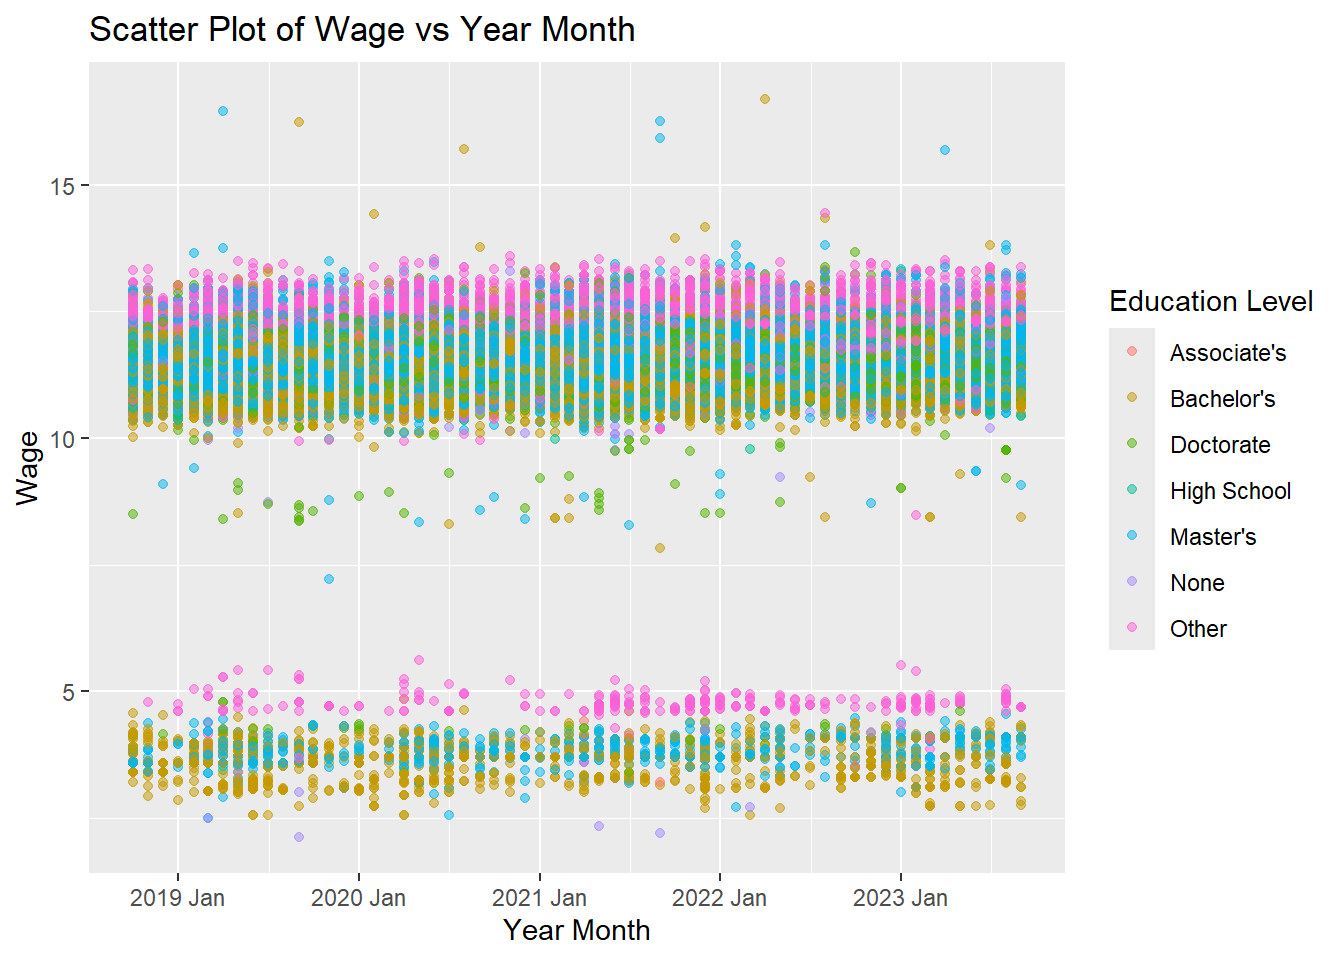 Scatter Plot of Wage vs Year Month
15
10
5
Wage
2019 Jan
2020 Jan
2021 Jan
2022 Jan
2023 Jan
Year Month
Education Level
Associate's
Bachelor's
Doctorate
High School
Master's
None
Other